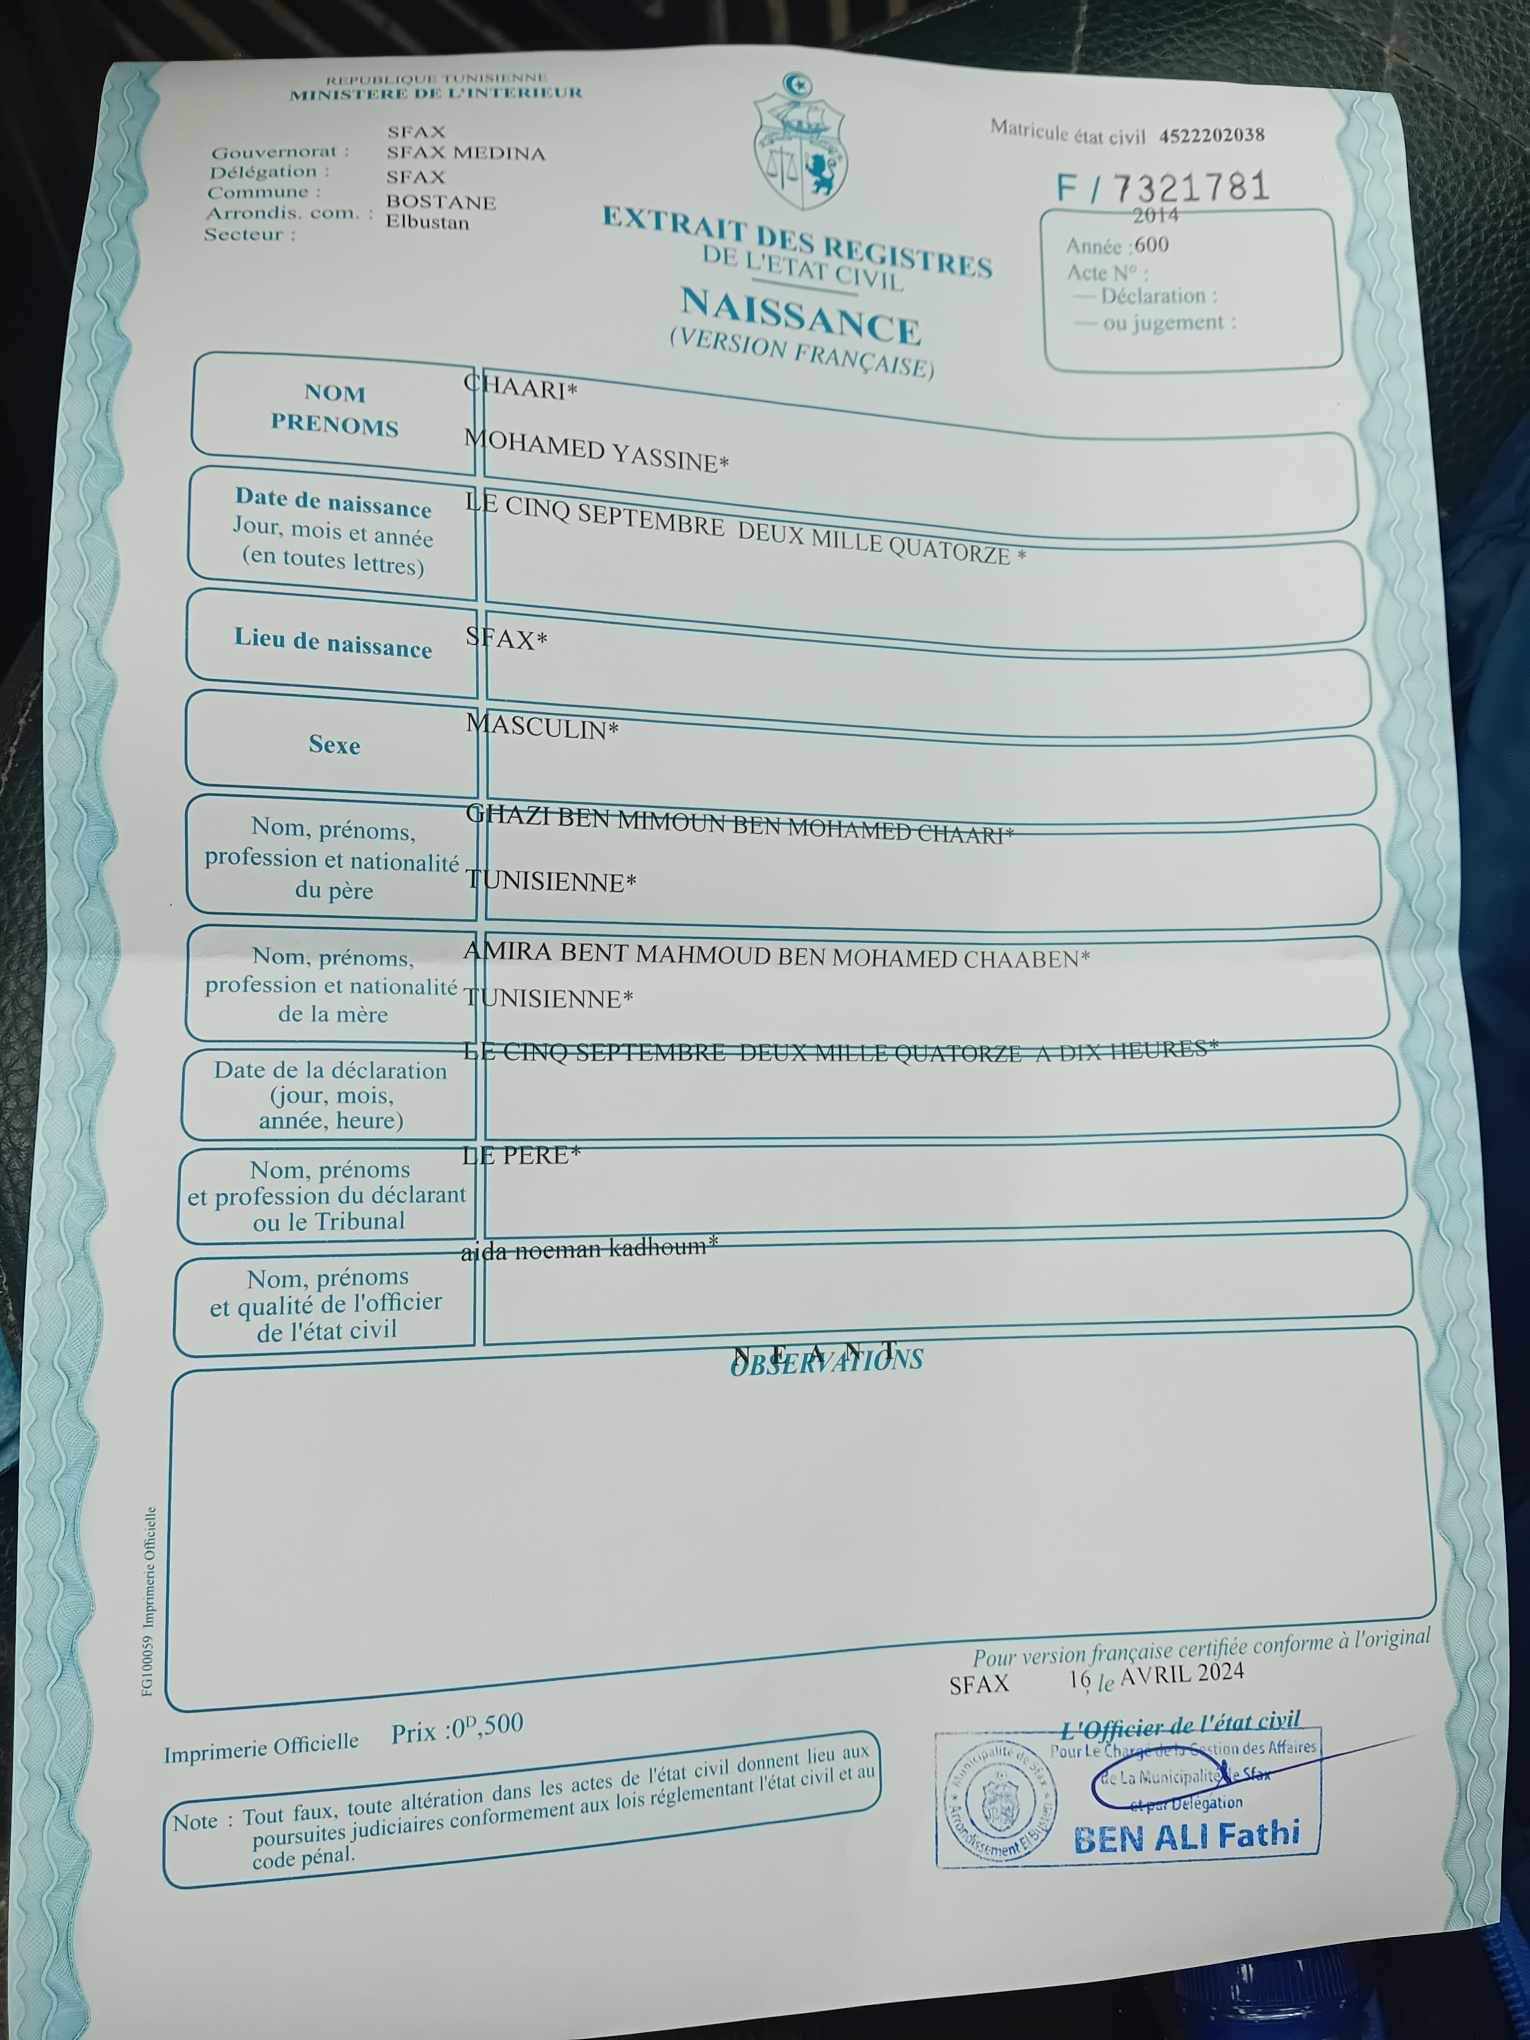 REPUBLIQUE TUNISIENNE
MINISTERE DE L'INTERIEUR
SFAX
Gouvernorat : SFAX MEDINA
Délégation : SFAX
Commune : BOSTANE
Arrondis. com. : Elbustan
Secteur :
Matricule état civil 4522202038
F / 7321781
2014
Année :600
Acte N° :
— Déclaration :
— ou jugement :
EXTRAIT DES REGISTRES
DE L'ETAT CIVIL
NAISSANCE
(VERSION FRANÇAISE)
NOM
PRENOMS
CHAARI*
MOHAMED YASSINE*
Date de naissance
Jour, mois et année
(en toutes lettres)
LE CINQ SEPTEMBRE DEUX MILLE QUATORZE *
Lieu de naissance
SFAX*
Sexe
MASCULIN*
Nom, prénoms,
profession et nationalité
du père
GHAZI BEN MIMOUN BEN MOHAMED CHAARI*
TUNISIENNE*
Nom, prénoms,
profession et nationalité
de la mère
AMIRA BENT MAHMOUD BEN MOHAMED CHAABEN*
TUNISIENNE*
Date de la déclaration
(jour, mois,
année, heure)
LE CINQ SEPTEMBRE DEUX MILLE QUATORZE A DIX HEURES*
Nom, prénoms
et profession du déclarant
ou le Tribunal
LE PERE*
Nom, prénoms
et qualité de l'officier
de l'état civil
aida noeman kadhoum*
N E A N T
OBSERVATIONS
FG100059 Imprimerie Officielle
Pour version française certifiée conforme à l'original
SFAX 16, le AVRIL 2024
L'Officier de l'état civil
Pour Le Chargé de la Gestion des Affaires
de La Municipalité de Sfax
et par Délégation
BEN ALI Fathi
Municipalité de Sfax
Arrondissement El Bustan
Imprimerie Officielle Prix :0ᴰ,500
Note : Tout faux, toute altération dans les actes de l'état civil donnent lieu aux
poursuites judiciaires conformement aux lois réglementant l'état civil et au
code pénal.